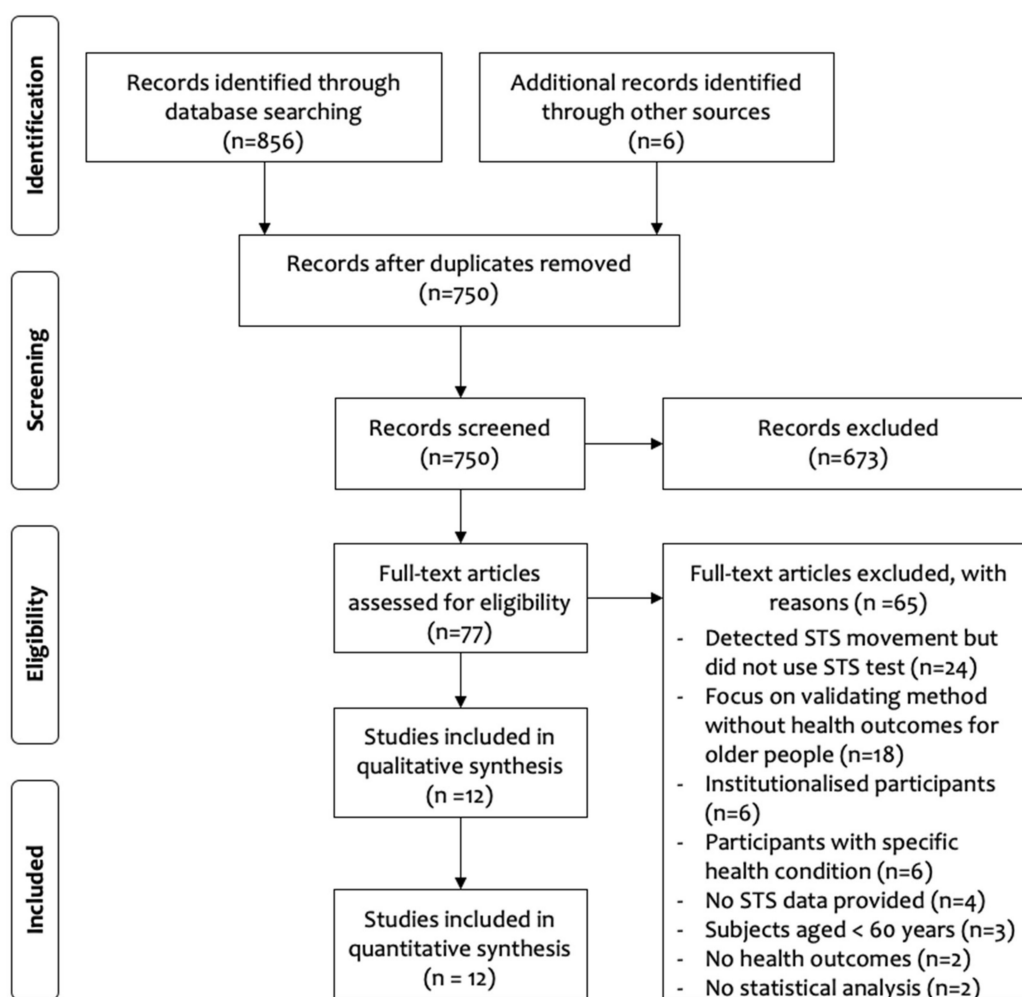 Identification
Records identified through
database searching
(n=856)
Additional records identified
through other sources
(n=6)
Records after duplicates removed
(n=750)
Screening
Records screened
(n=750)
Records excluded
(n=673)
Eligibility
Full-text articles
assessed for eligibility
(n=77)
Full-text articles excluded, with
reasons (n =65)
- Detected STS movement but
did not use STS test (n=24)
- Focus on validating method
without health outcomes for
older people (n=18)
- Institutionalised participants
(n=6)
- Participants with specific
health condition (n=6)
- No STS data provided (n=4)
- Subjects aged < 60 years (n=3)
- No health outcomes (n=2)
- No statistical analysis (n=2)
Studies included in
qualitative synthesis
(n =12)
Included
Studies included in
quantitative synthesis
(n = 12)